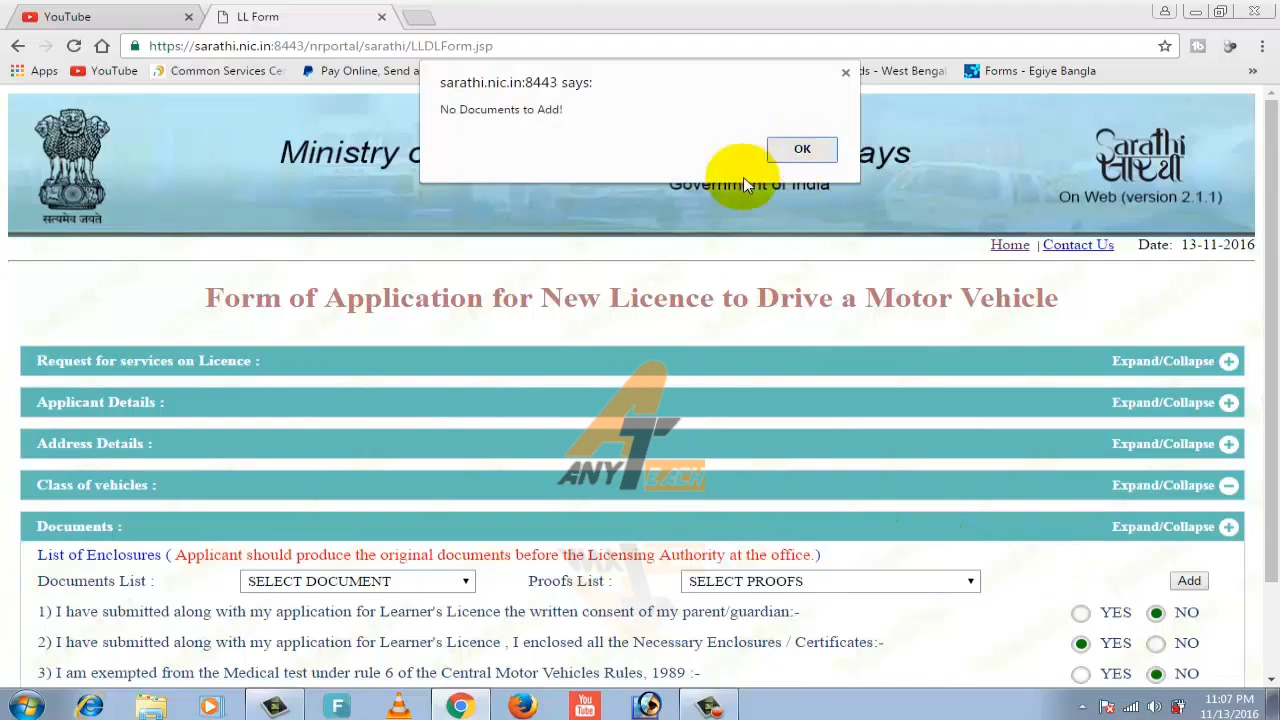 YouTube
LL Form
https://sarathi.nic.in:8443/nrportal/sarathi/LLDLForm.jsp
Apps YouTube Common Services Cer Pay Online, Send a ds - West Bengal Forms - Egiye Bangla »
sarathi.nic.in:8443 says:
No Documents to Add!
OK
Ministry o ays
Government of India
सत्यमेव जयते
Sarathi
सारथी
On Web (version 2.1.1)
Home | Contact Us Date: 13-11-2016
Form of Application for New Licence to Drive a Motor Vehicle
Request for services on Licence : Expand/Collapse
Applicant Details : Expand/Collapse
Address Details : Expand/Collapse
ANYTEACH
Class of vehicles : Expand/Collapse
Documents : Expand/Collapse
List of Enclosures ( Applicant should produce the original documents before the Licensing Authority at the office.)
Documents List : SELECT DOCUMENT Proofs List : SELECT PROOFS Add
1) I have submitted along with my application for Learner's Licence the written consent of my parent/guardian:- YES NO
2) I have submitted along with my application for Learner's Licence , I enclosed all the Necessary Enclosures / Certificates:- YES NO
3) I am exempted from the Medical test under rule 6 of the Central Motor Vehicles Rules, 1989 :- YES NO
F
You Tube
11:07 PM
11/13/2016